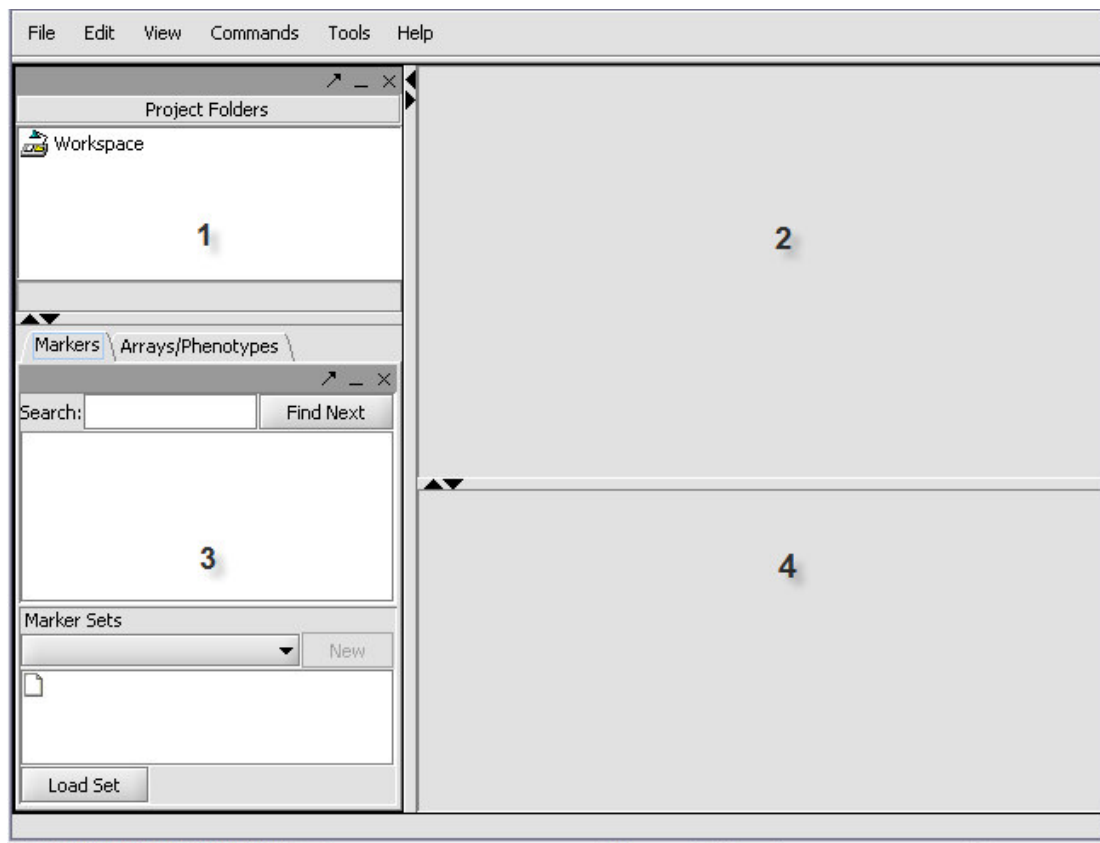 File Edit View Commands Tools Help
Project Folders
Workspace
1
2
Markers Arrays/Phenotypes
Search: Find Next
3
4
Marker Sets
New
Load Set